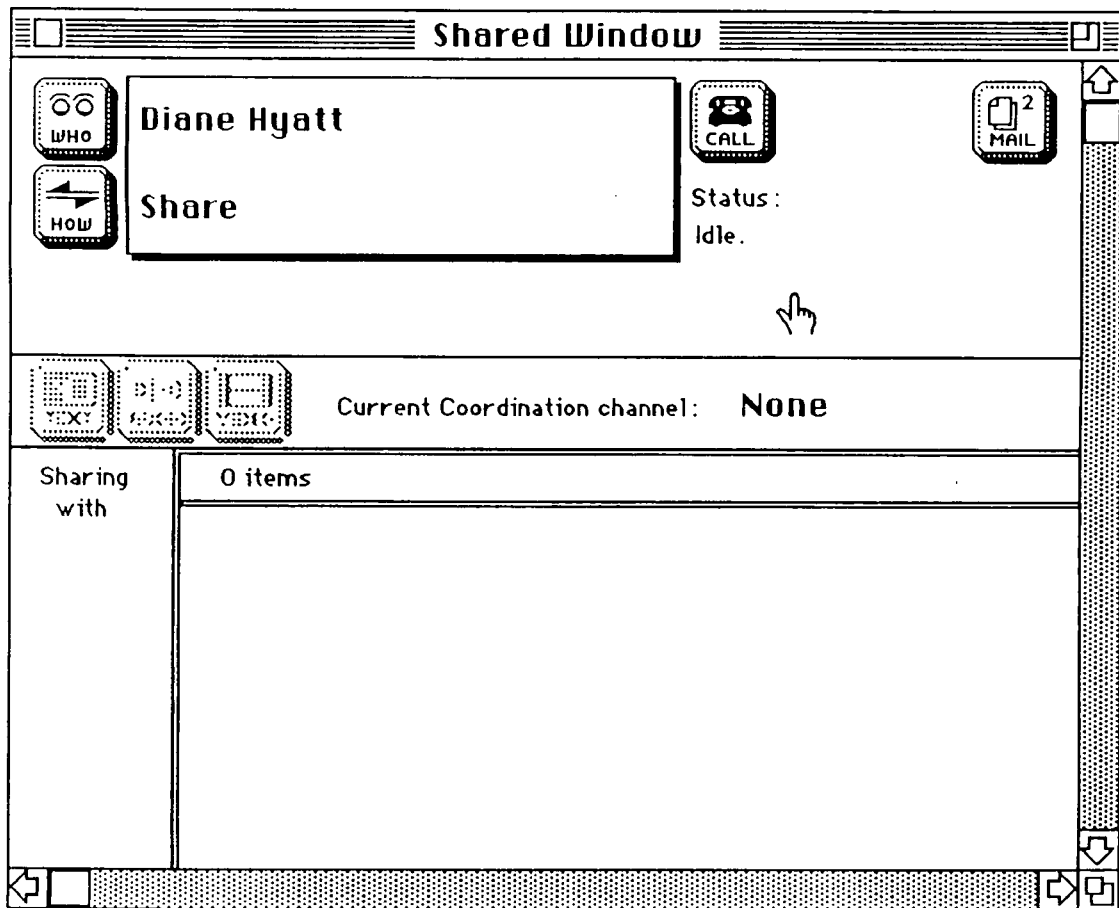 Shared Window
WHO
Diane Hyatt
CALL
2
MAIL
HOW
Share
Status:
Idle.
Current Coordination channel: None
Sharing
with
0 items